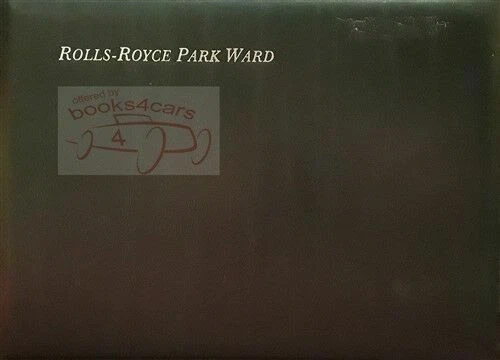 ROLLS-ROYCE PARK WARD
offered by
books4cars
4